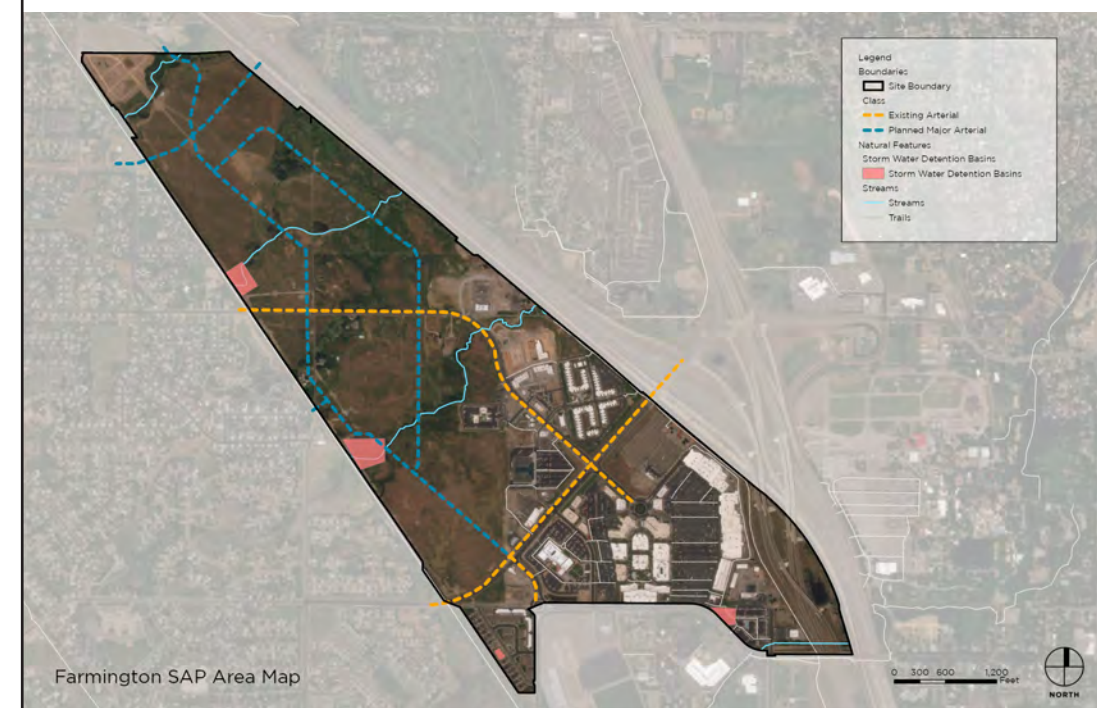 Legend
Boundaries
Site Boundary
Class
Existing Arterial
Planned Major Arterial
Natural Features
Storm Water Detention Basins
Storm Water Detention Basins
Streams
Streams
Trails
Farmington SAP Area Map
0 300 600 1,200
Feet
NORTH